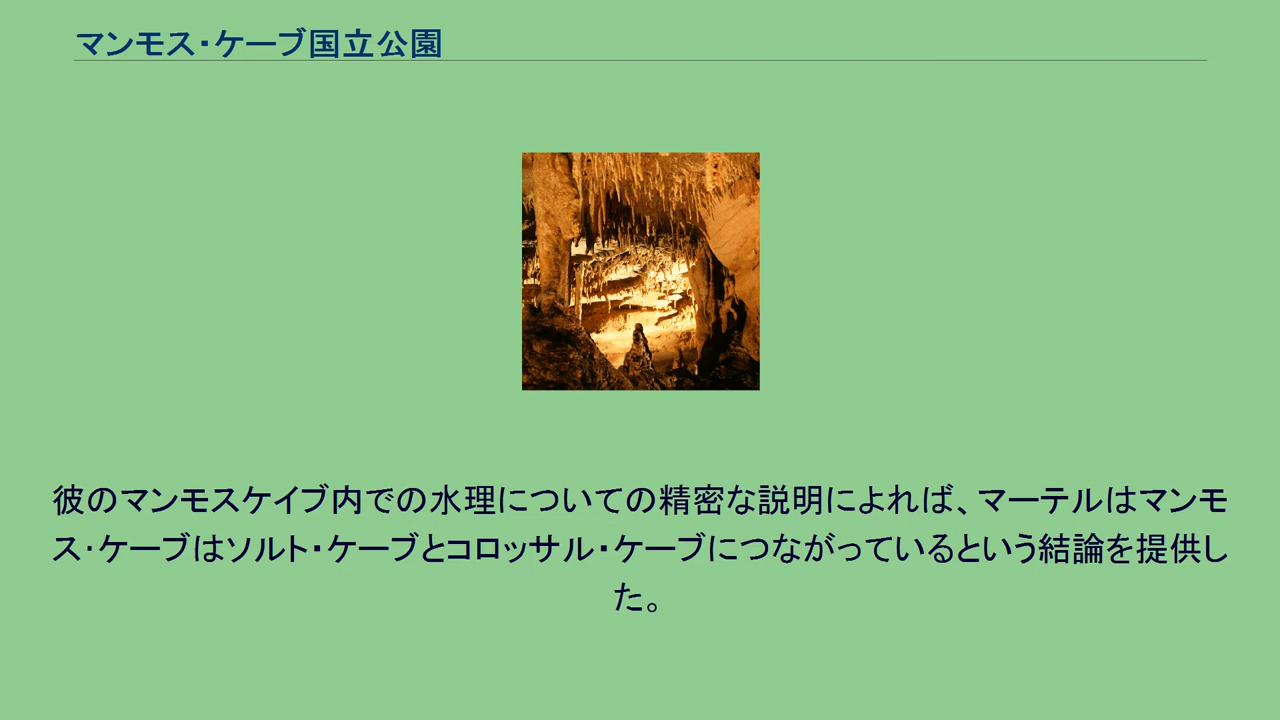 マンモス・ケーブ国立公園
彼のマンモスケイブ内での水理についての精密な説明によれば、マーテルはマンモ
ス·ケーブはソルト・ケーブとコロッサル・ケーブにつながっているという結論を提供し
た。